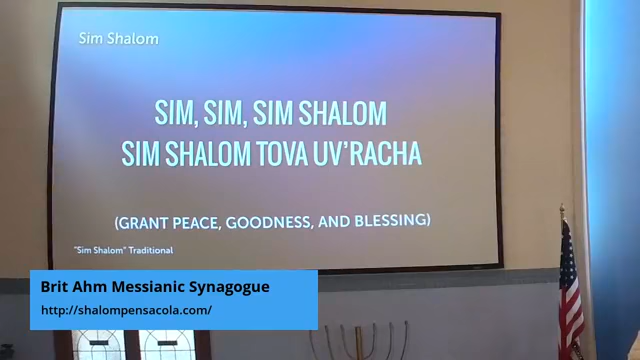 Sim Shalom
SIM, SIM, SIM SHALOM
SIM SHALOM TOVA UV'RACHA
(GRANT PEACE, GOODNESS, AND BLESSING)
"Sim Shalom" Traditional
Brit Ahm Messianic Synagogue
http://shalompensacola.com/